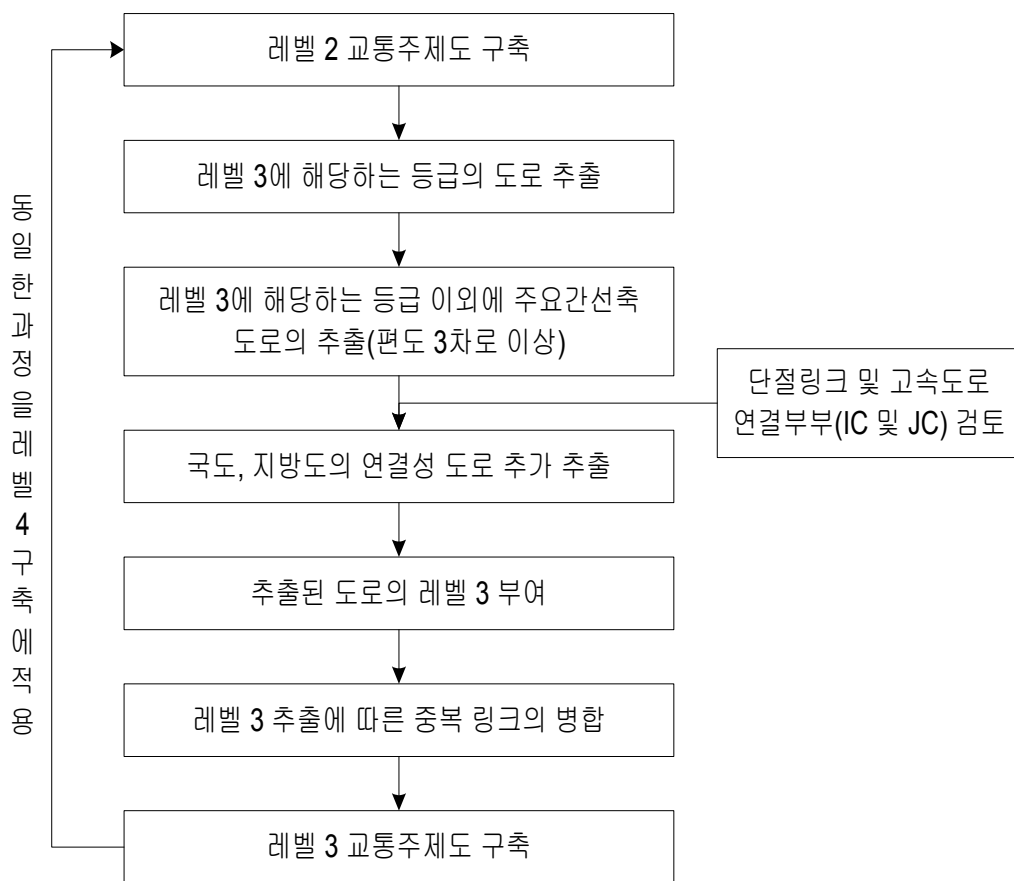 레벨 2 교통주제도 구축
레벨 3에 해당하는 등급의 도로 추출
레벨 3에 해당하는 등급 이외에 주요간선축
도로의 추출(편도 3차로 이상)
단절링크 및 고속도로
연결부부(IC 및 JC) 검토
국도, 지방도의 연결성 도로 추가 추출
추출된 도로의 레벨 3 부여
레벨 3 추출에 따른 중복 링크의 병합
레벨 3 교통주제도 구축
동일한과정을레벨4구축에적용